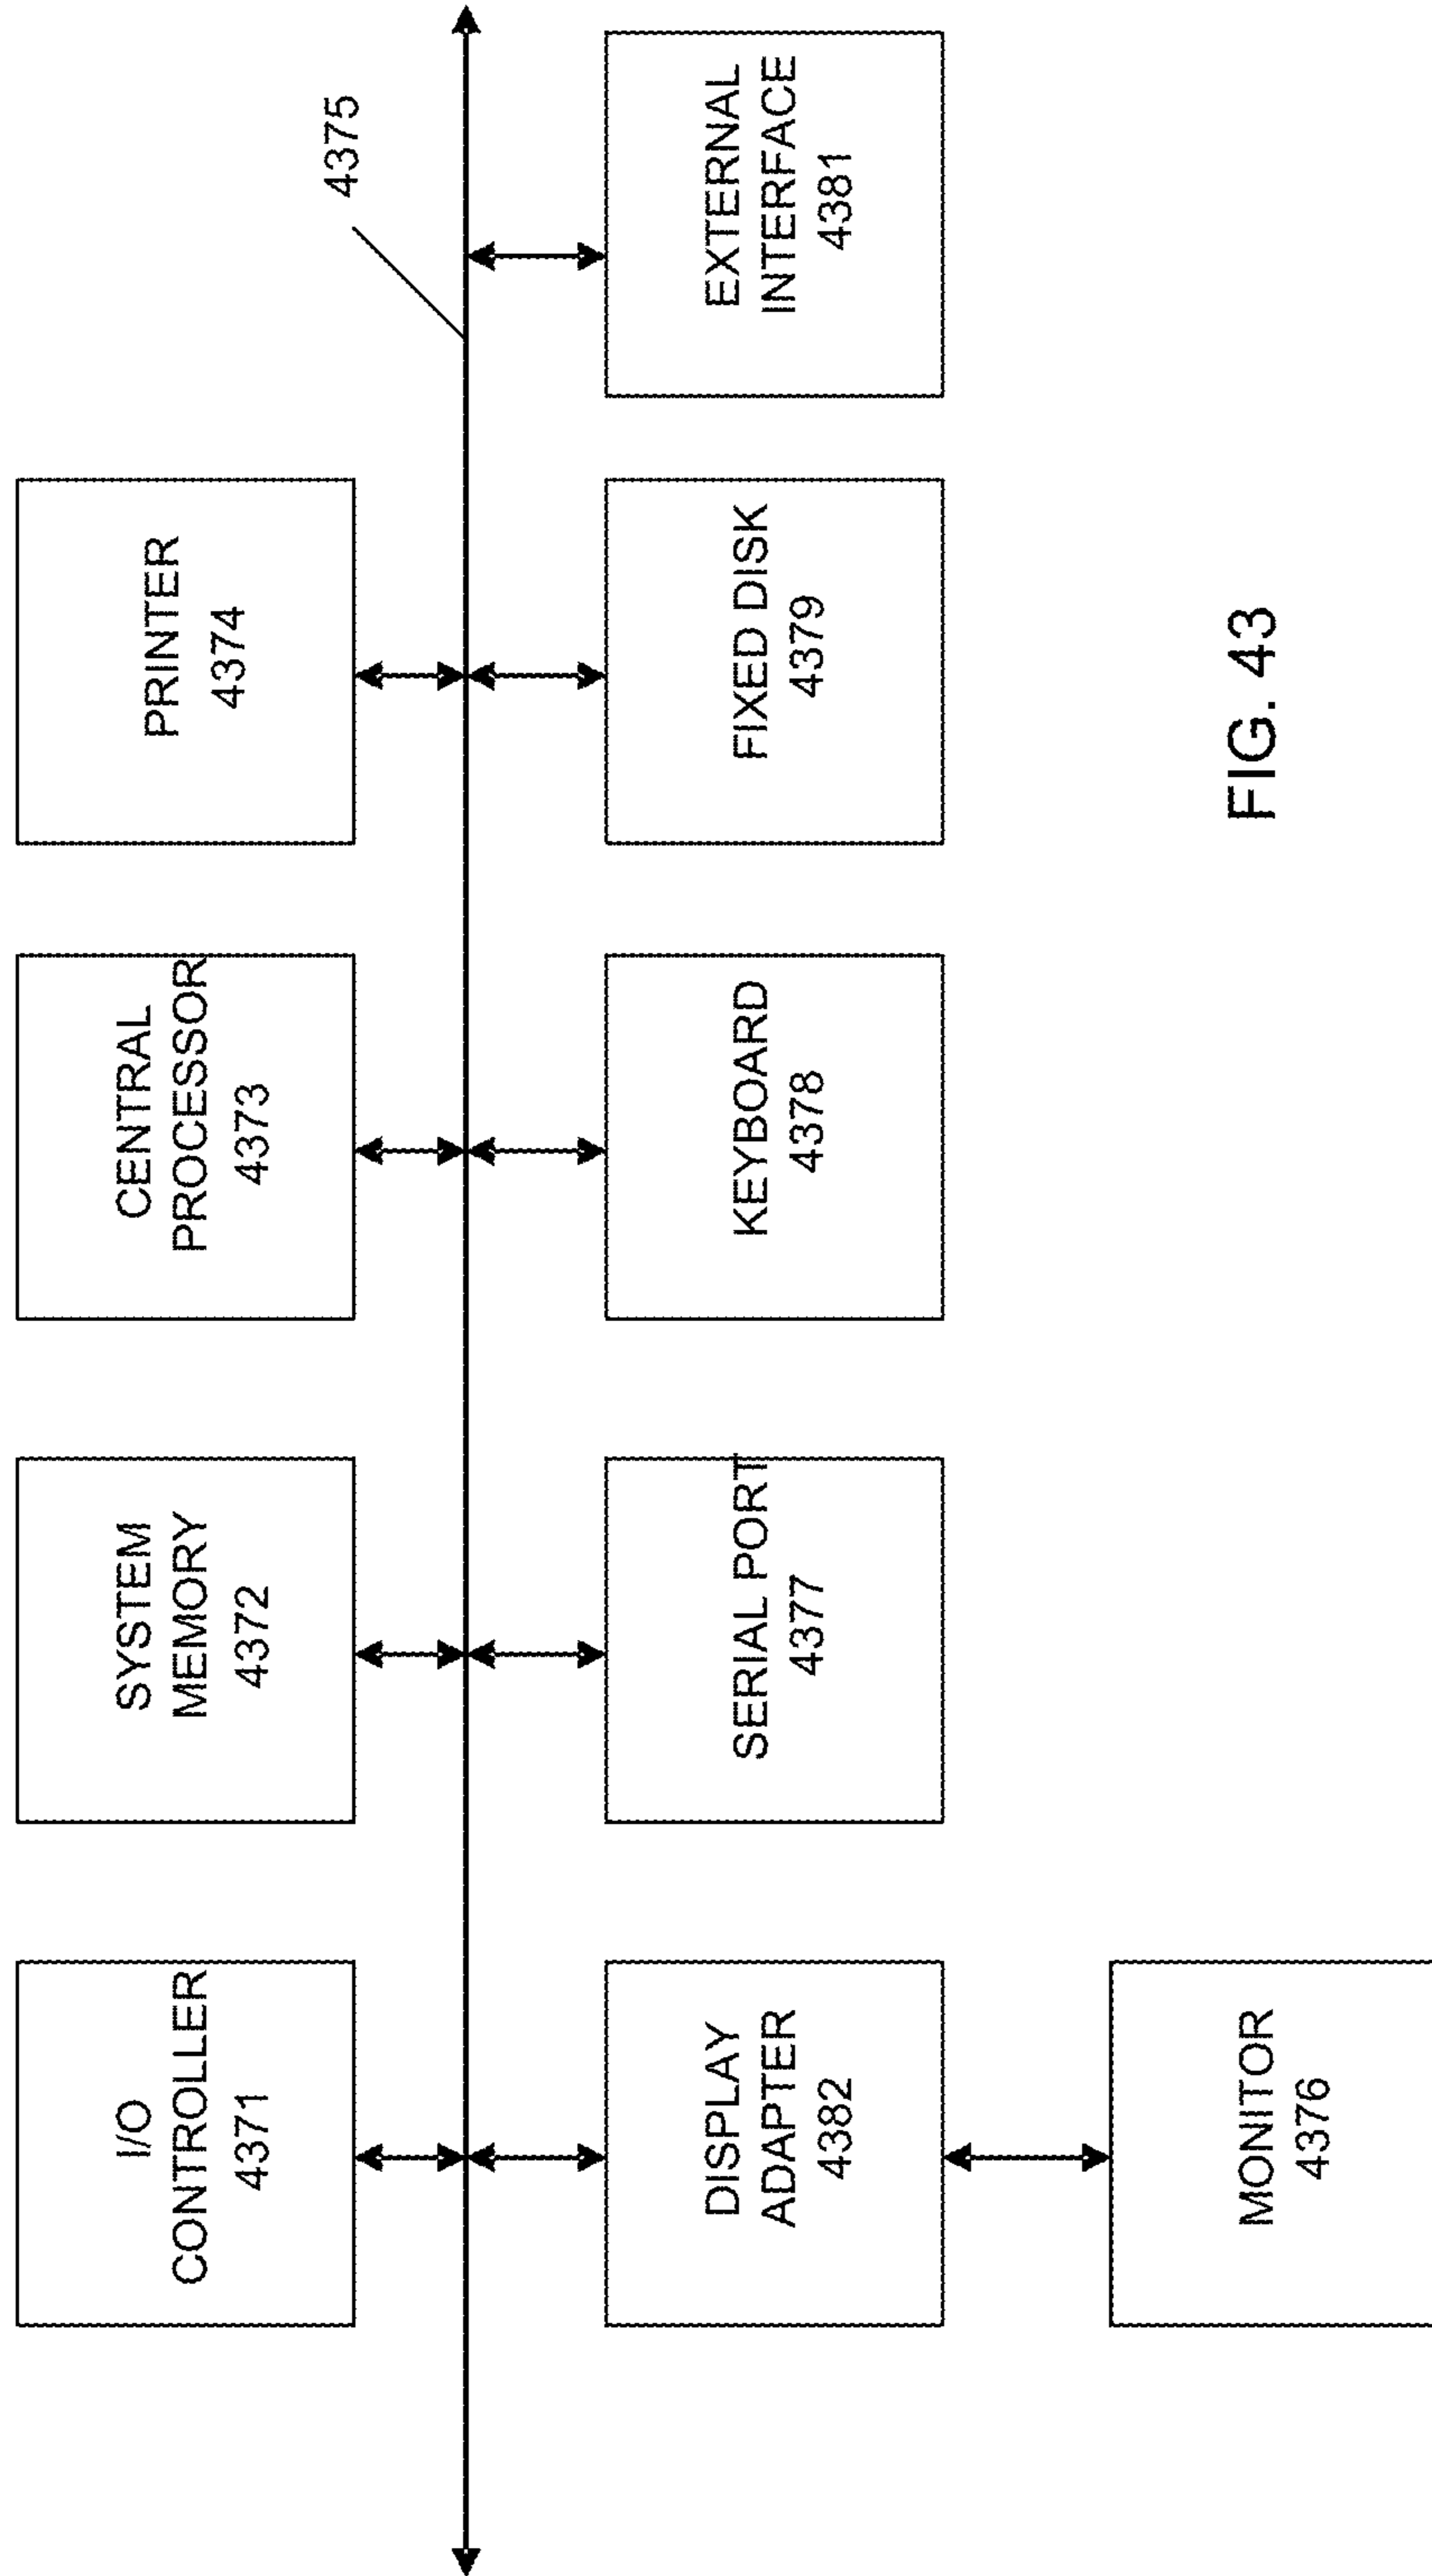 I/O
CONTROLLER
4371
SYSTEM
MEMORY
4372
CENTRAL
PROCESSOR
4373
PRINTER
4374
4375
DISPLAY
ADAPTER
4382
SERIAL PORT
4377
KEYBOARD
4378
FIXED DISK
4379
EXTERNAL
INTERFACE
4381
MONITOR
4376
FIG. 43